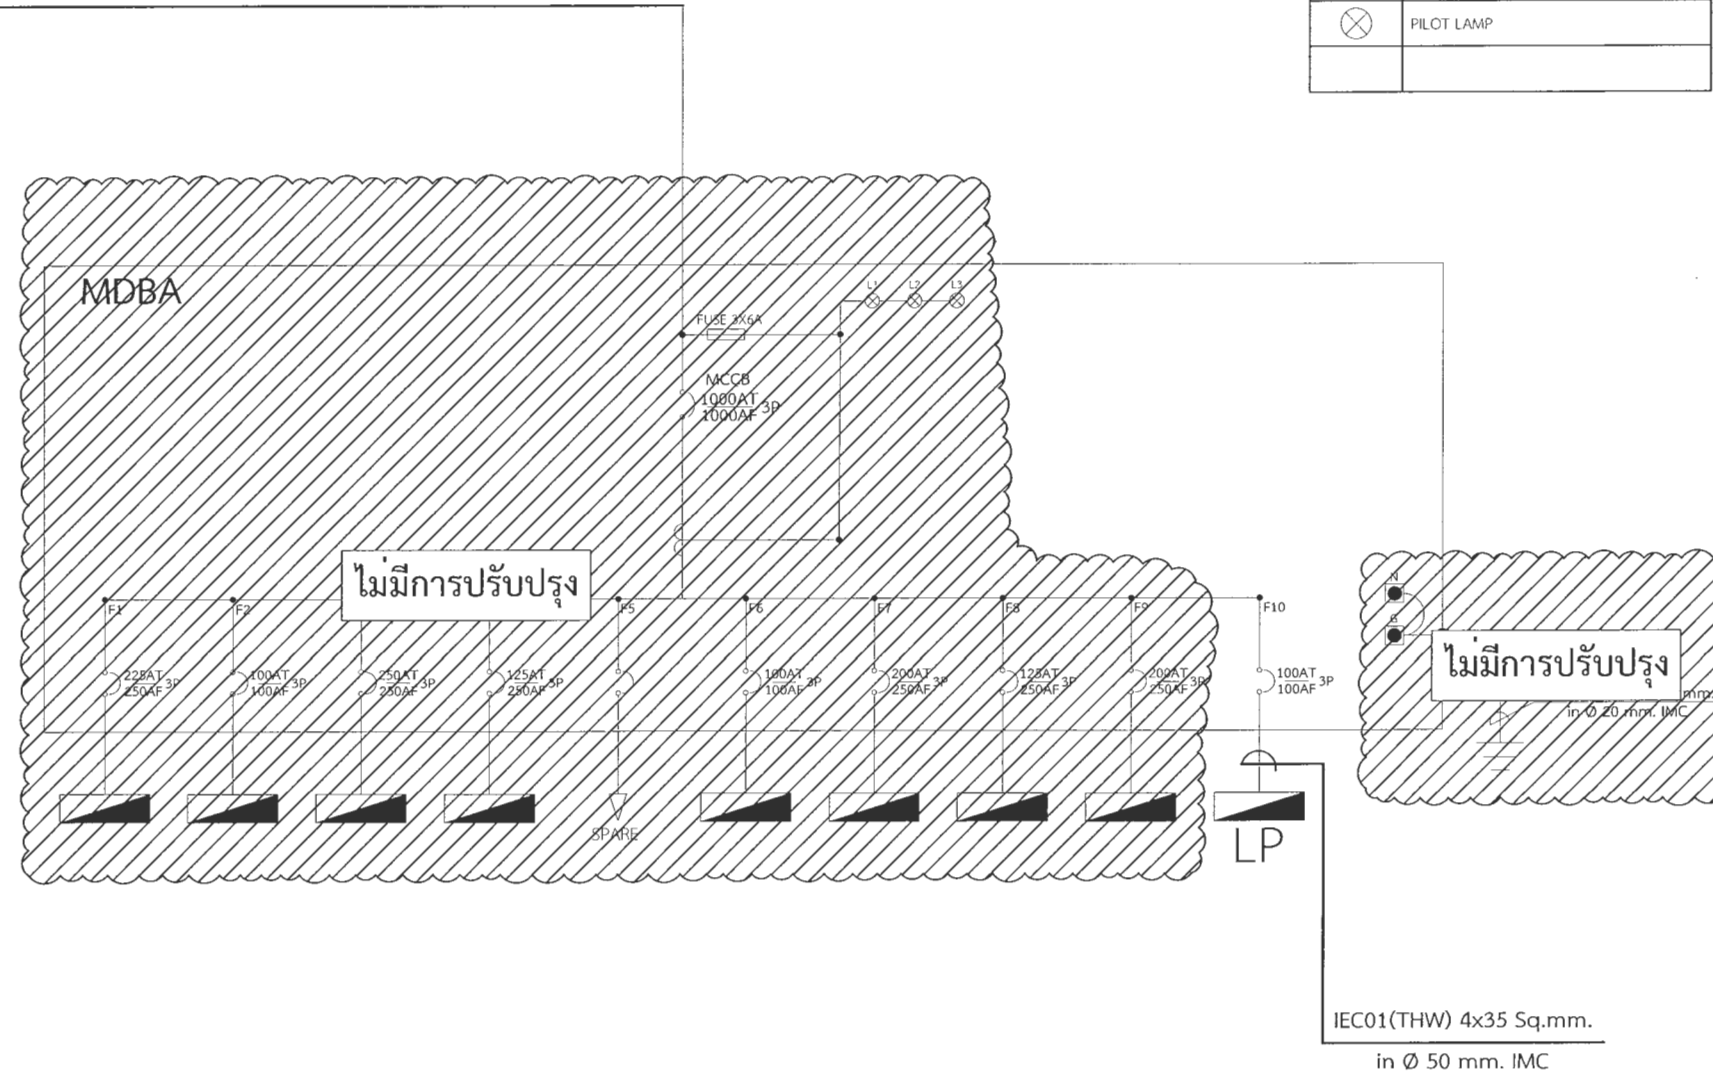 PILOT LAMP
MDBA
L1 L2 L3
FUSE 3X6A
MCCB
1000AT
1000AF 3P
ไม่มีการปรับปรุง
F1 F2 F5 F6 F7 F8 F9 F10
225AT
250AF 3P
100AT
100AF 3P
250AT
250AF 3P
125AT
250AF 3P
100AT
100AF 3P
200AT
250AF 3P
125AT
250AF 3P
200AT
250AF 3P
100AT
100AF 3P
SPARE
LP
N
G
ไม่มีการปรับปรุง
mm.
in Ø 20 mm. IMC
IEC01(THW) 4x35 Sq.mm.
in Ø 50 mm. IMC